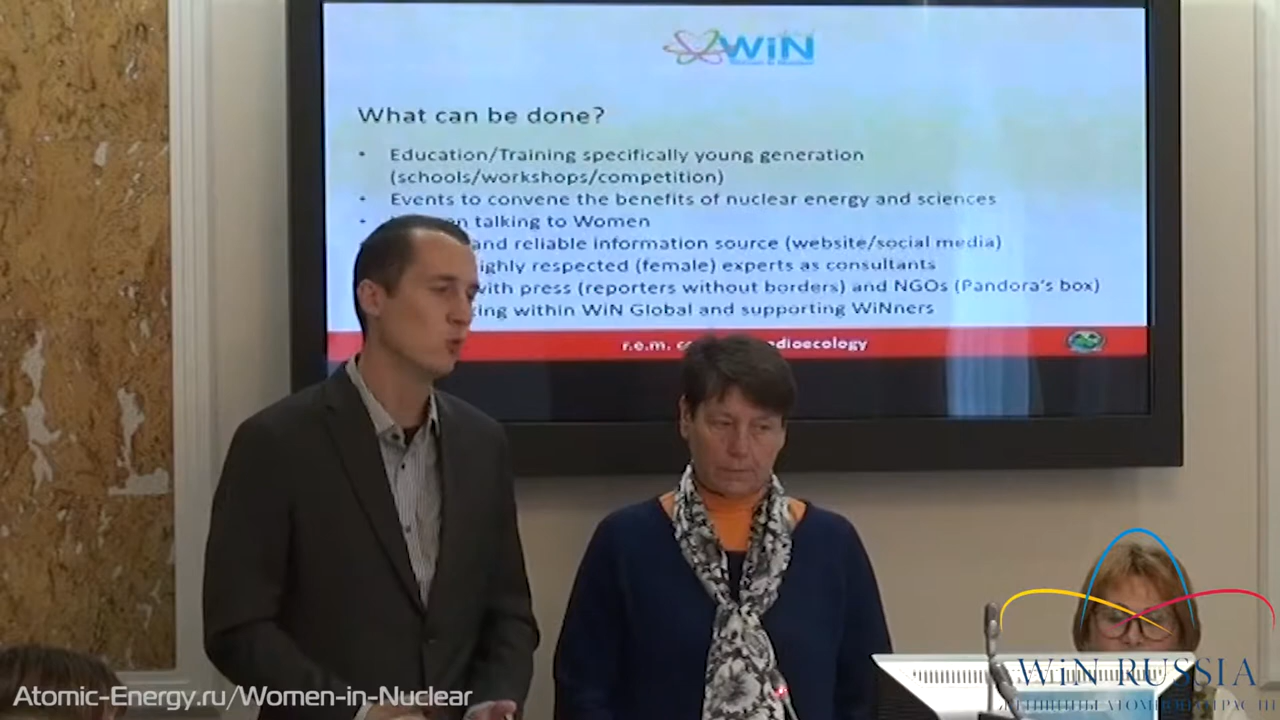 WiN
What can be done?
• Education/Training specifically young generation
(schools/workshops/competition)
• Events to convene the benefits of nuclear energy and sciences
• talking to Women
and reliable information source (website/social media)
respected (female) experts as consultants
with press (reporters without borders) and NGOs (Pandora's box)
within WiN Global and supporting WiNners
r.e.m.
WiN RUSSIA
Atomic-Energy.ru/Women-in-Nuclear